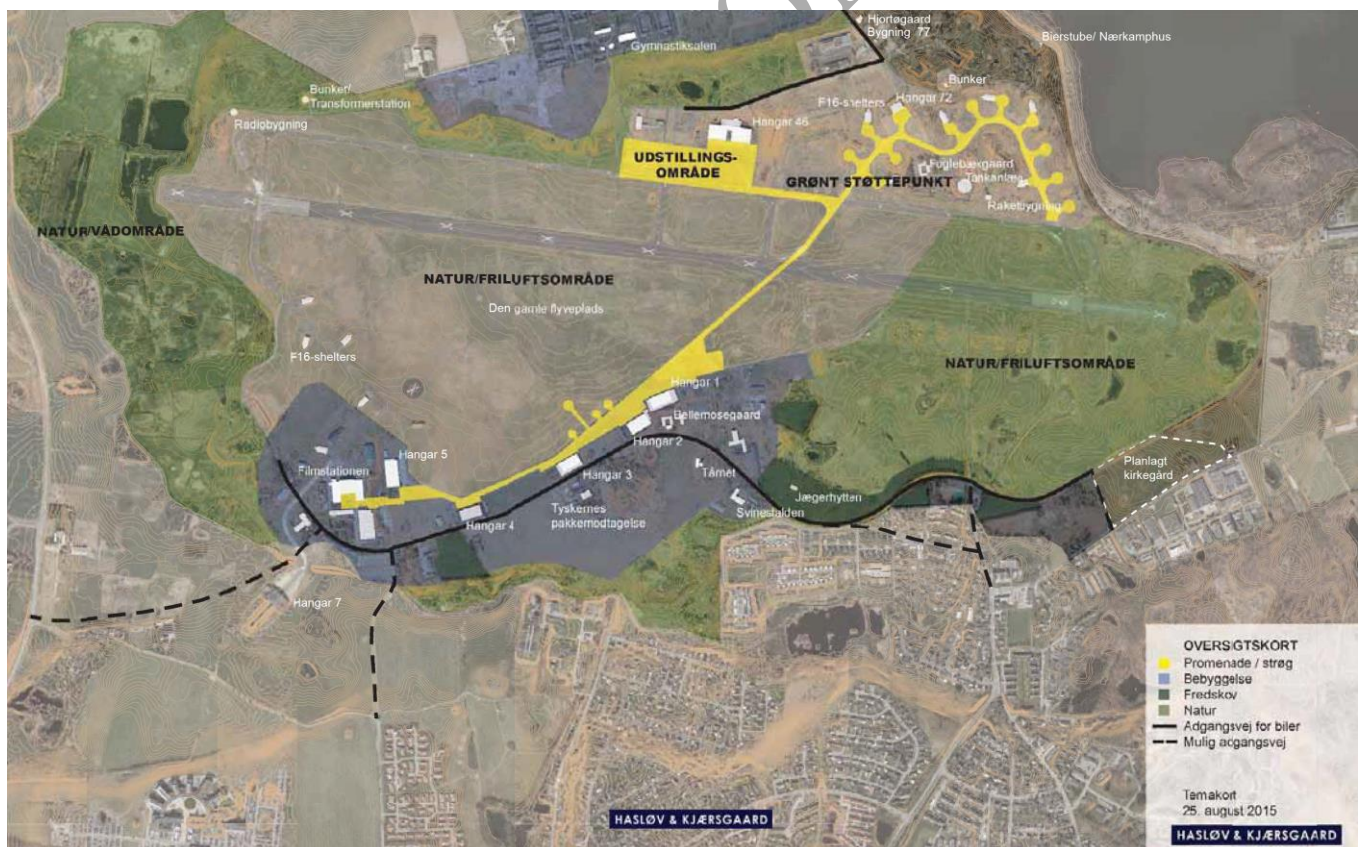 Hjortøgaard
Bygning 77
Bierstube/ Nærkamphus
Gymnastiksalen
Bunker/
Transformerstation
Radiobygning
Bunker
F16-shelters
Hangar 72
Hangar 46
UDSTILLINGS-
OMRÅDE
Foglebæxgaard
Tankanlæg
GRØNT STØTTEPUNKT
Raketbygning
NATUR/VÅDOMRÅDE
NATUR/FRILUFTSOMRÅDE
Den gamle flyveplads
F16-shelters
NATUR/FRILUFTSOMRÅDE
Hangar 1
Bellemosegaard
Hangar 2
Hangar 5
Filmstationen
Hangar 3
Tårnet
Planlagt
kirkegård
Jægerhytten
Tyskernes
pakkemodtagelse
Svinestalden
Hangar 4
Hangar 7
OVERSIGTSKORT
Promenade / strøg
Bebyggelse
Fredskov
Natur
Adgangsvej for biler
Mulig adgangsvej
Temakort
25. august 2015
HASLØV & KJÆRSGAARD
HASLØV & KJÆRSGAARD